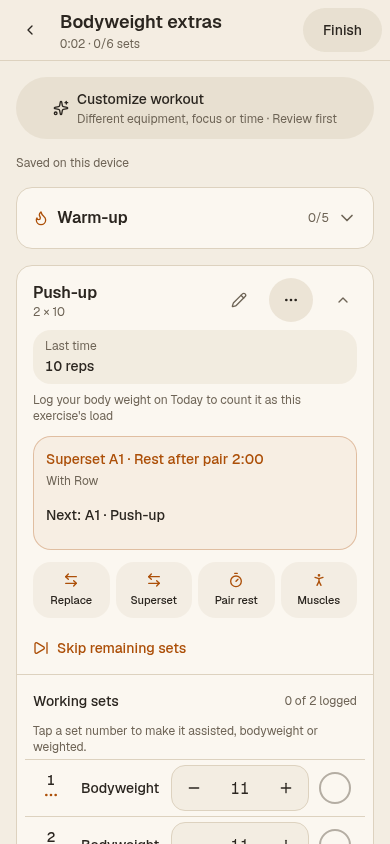 Bodyweight extras
0:02 · 0/6 sets
Finish
Customize workout
Different equipment, focus or time · Review first
Saved on this device
Warm-up
0/5
Push-up
2 × 10
Last time
10 reps
Log your body weight on Today to count it as this
exercise's load
Superset A1 · Rest after pair 2:00
With Row
Next: A1 · Push-up
Replace
Superset
Pair rest
Muscles
Skip remaining sets
Working sets
0 of 2 logged
Tap a set number to make it assisted, bodyweight or
weighted.
1
Bodyweight
− 11 +
2
Bodyweight
− 11 +